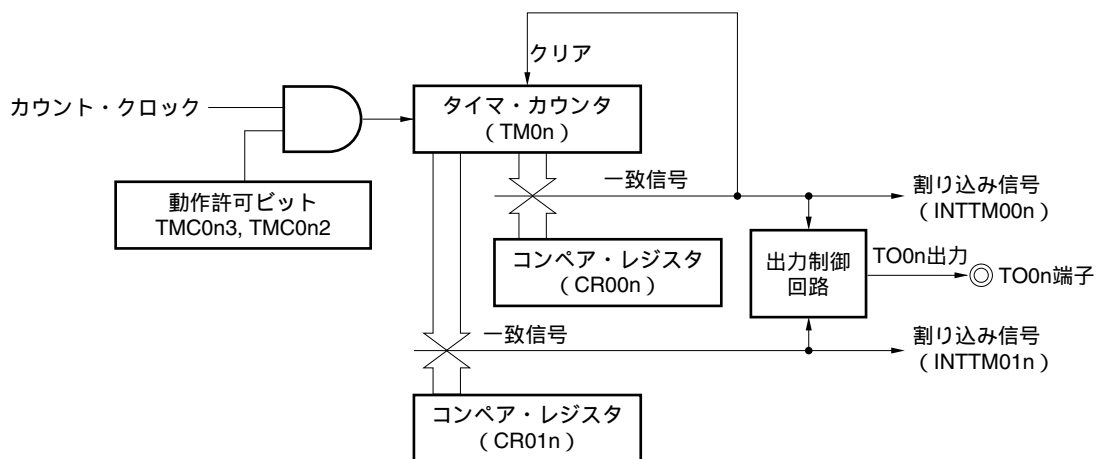 クリア
カウント・クロック
タイマ・カウンタ
（TM0n）
動作許可ビット
TMC0n3, TMC0n2
一致信号
割り込み信号
（INTTM00n）
コンペア・レジスタ
（CR00n）
出力制御
回路
TO0n出力
TO0n端子
一致信号
割り込み信号
（INTTM01n）
コンペア・レジスタ
（CR01n）